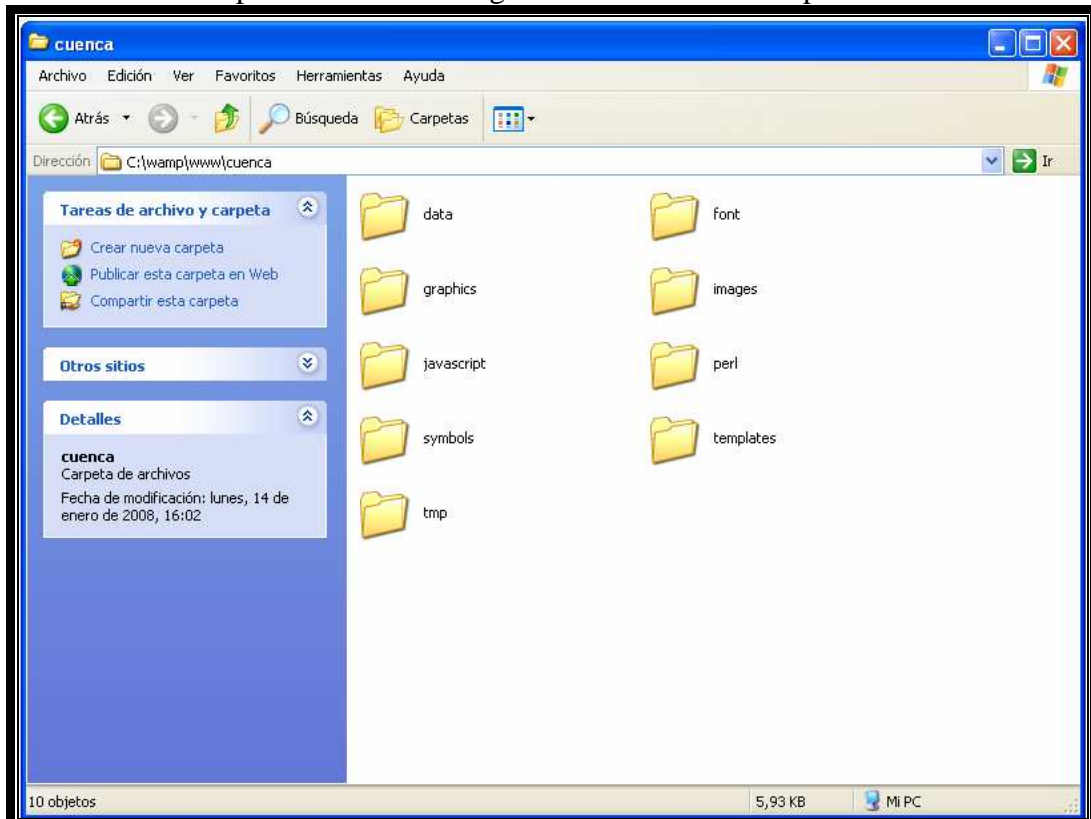 cuenca
Archivo Edición Ver Favoritos Herramientas Ayuda
Atrás Búsqueda Carpetas
Dirección C:\wamp\www\cuenca Ir
Tareas de archivo y carpeta
Crear nueva carpeta
Publicar esta carpeta en Web
Compartir esta carpeta
Otros sitios
Detalles
cuenca
Carpeta de archivos
Fecha de modificación: lunes, 14 de
enero de 2008, 16:02
data font
graphics images
javascript perl
symbols templates
tmp
10 objetos 5,93 KB Mi PC